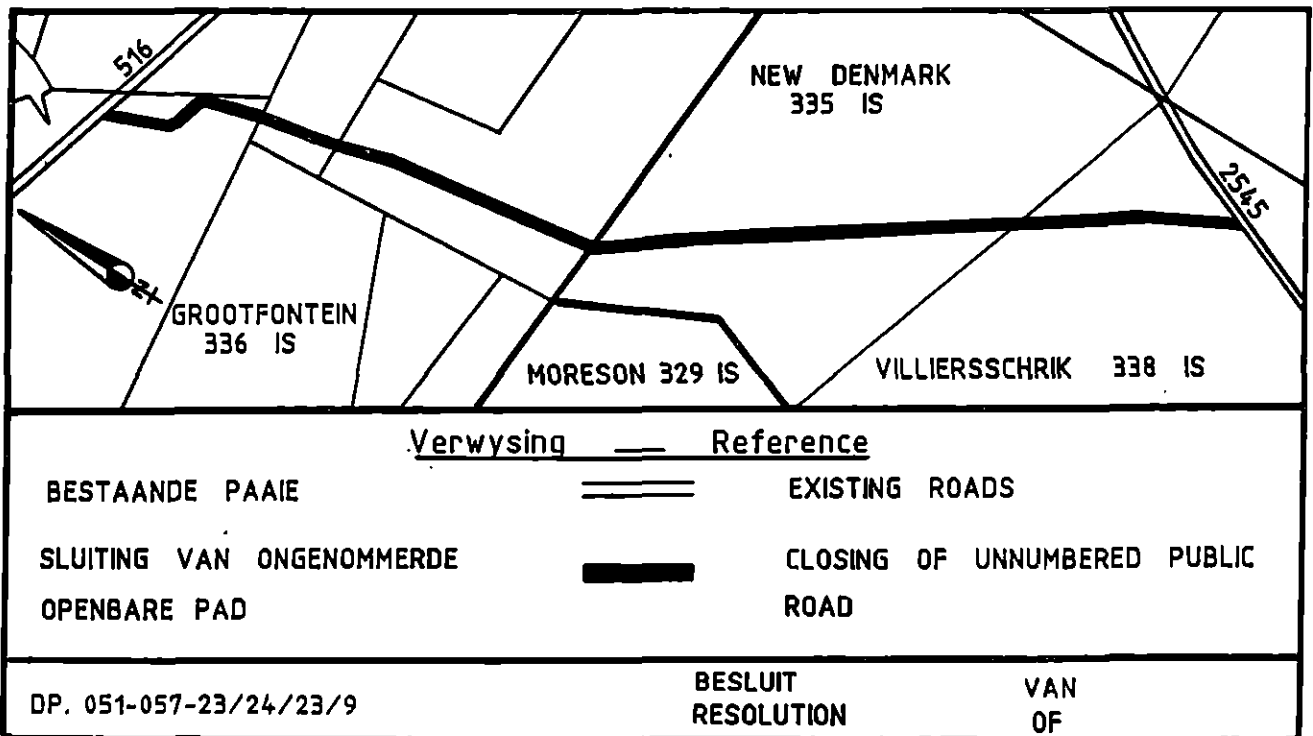 516
NEW DENMARK
335 IS
2545
N
GROOTFONTEIN
336 IS
MORESON 329 IS
VILLIERSSCHRIK 338 IS
Verwysing — Reference
BESTAANDE PAAIE EXISTING ROADS
SLUITING VAN ONGENOMMERDE CLOSING OF UNNUMBERED PUBLIC
OPENBARE PAD ROAD
DP. 051-057-23/24/23/9 BESLUIT VAN
RESOLUTION OF